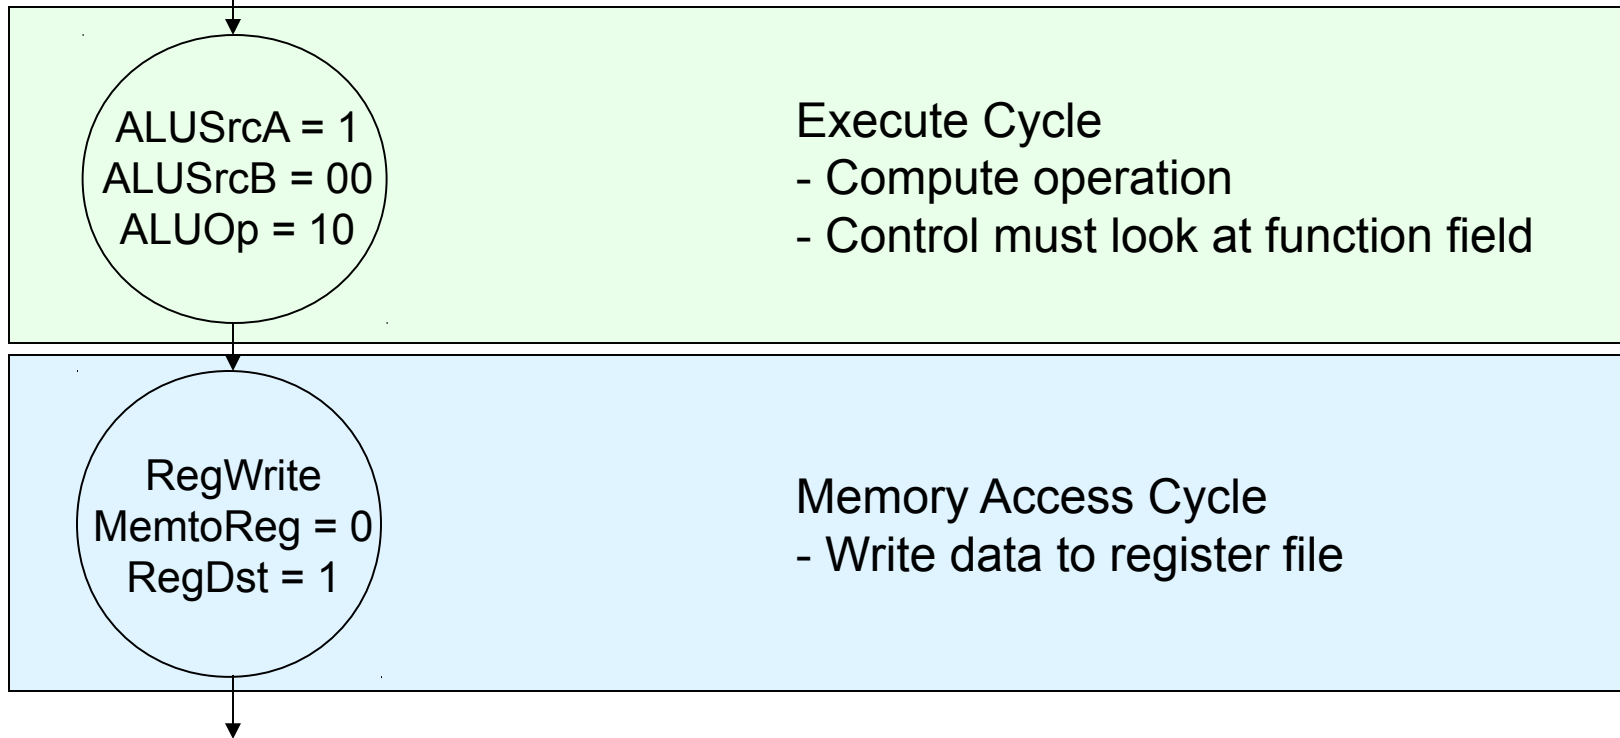 ALUSrcA = 1
ALUSrcB = 00
ALUOp = 10
Execute Cycle
- Compute operation
- Control must look at function field
RegWrite
MemtoReg = 0
RegDst = 1
Memory Access Cycle
- Write data to register file